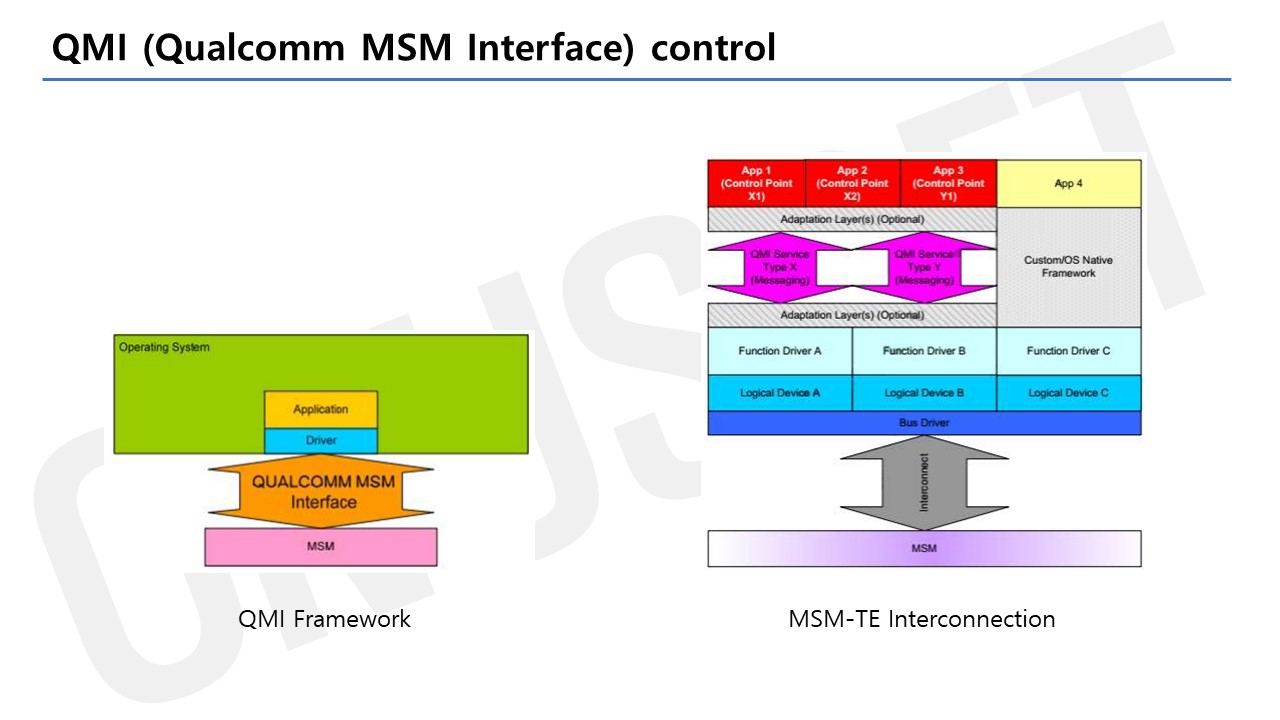 QMI (Qualcomm MSM Interface) control
Operating System
Application
Driver
QUALCOMM MSM
Interface
MSM
QMI Framework
App 1
(Control Point
X1)
App 2
(Control Point
X2)
App 3
(Control Point
Y1)
App 4
Adaptation Layer(s) (Optional)
QMI Service
Type X
(Messaging)
QMI Service
Type Y
(Messaging)
Custom/OS Native
Framework
Adaptation Layer(s) (Optional)
Function Driver A
Function Driver B
Function Driver C
Logical Device A
Logical Device B
Logical Device C
Bus Driver
Interconnect
MSM
MSM-TE Interconnection